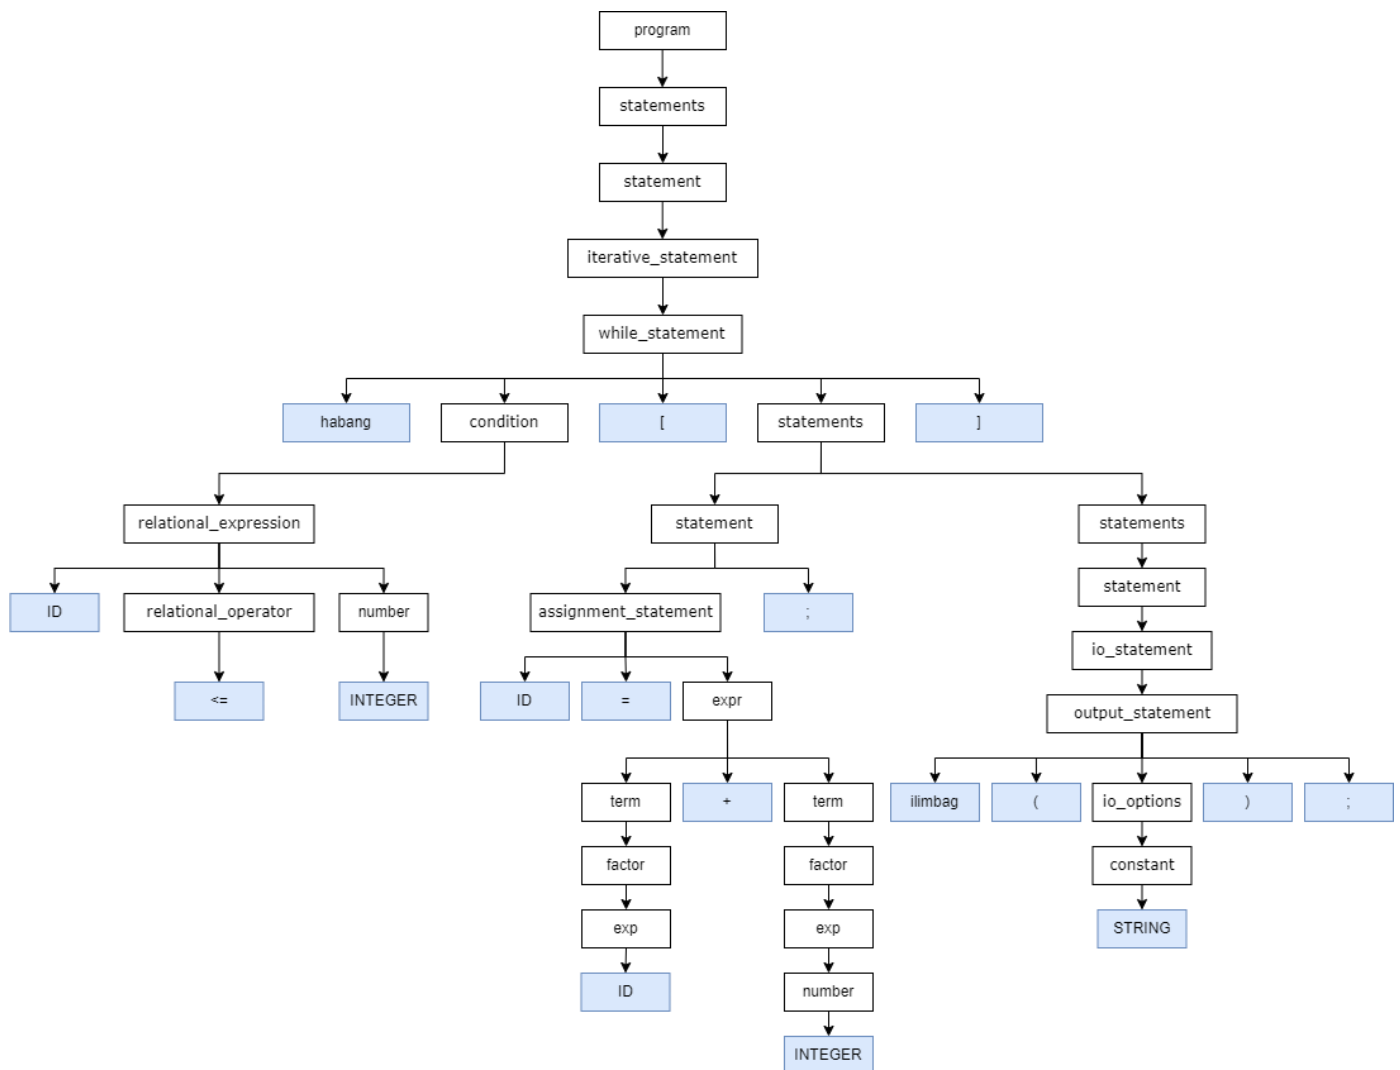 program
statements
statement
iterative_statement
while_statement
habang
condition
[
statements
]
relational_expression
statement
statements
statement
ID
relational_operator
number
assignment_statement
;
io_statement
<=
INTEGER
ID
=
expr
output_statement
term
+
term
ilimbag
(
io_options
)
;
factor
factor
constant
exp
exp
STRING
ID
number
INTEGER